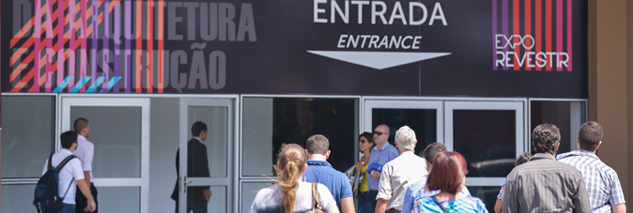 DA ARQUITETURA
E CONSTRUÇÃO
ENTRADA
ENTRANCE
EXPO
REVESTIR